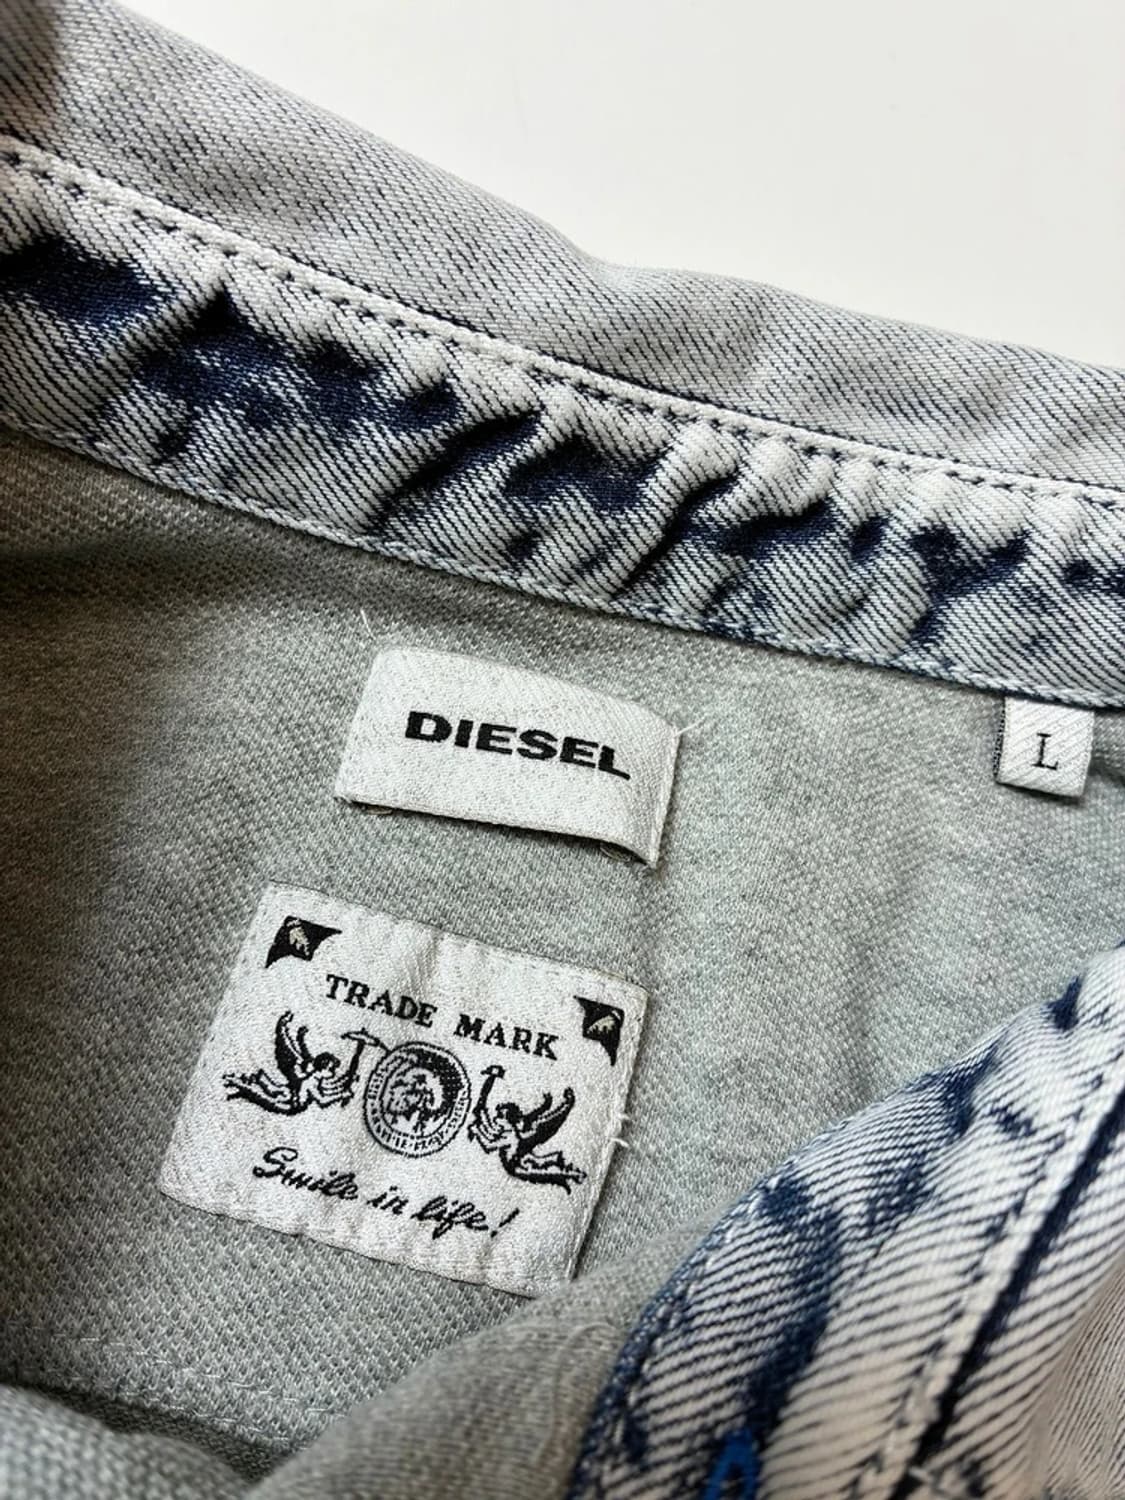 DIESEL
L
TRADE MARK
Smile in life!